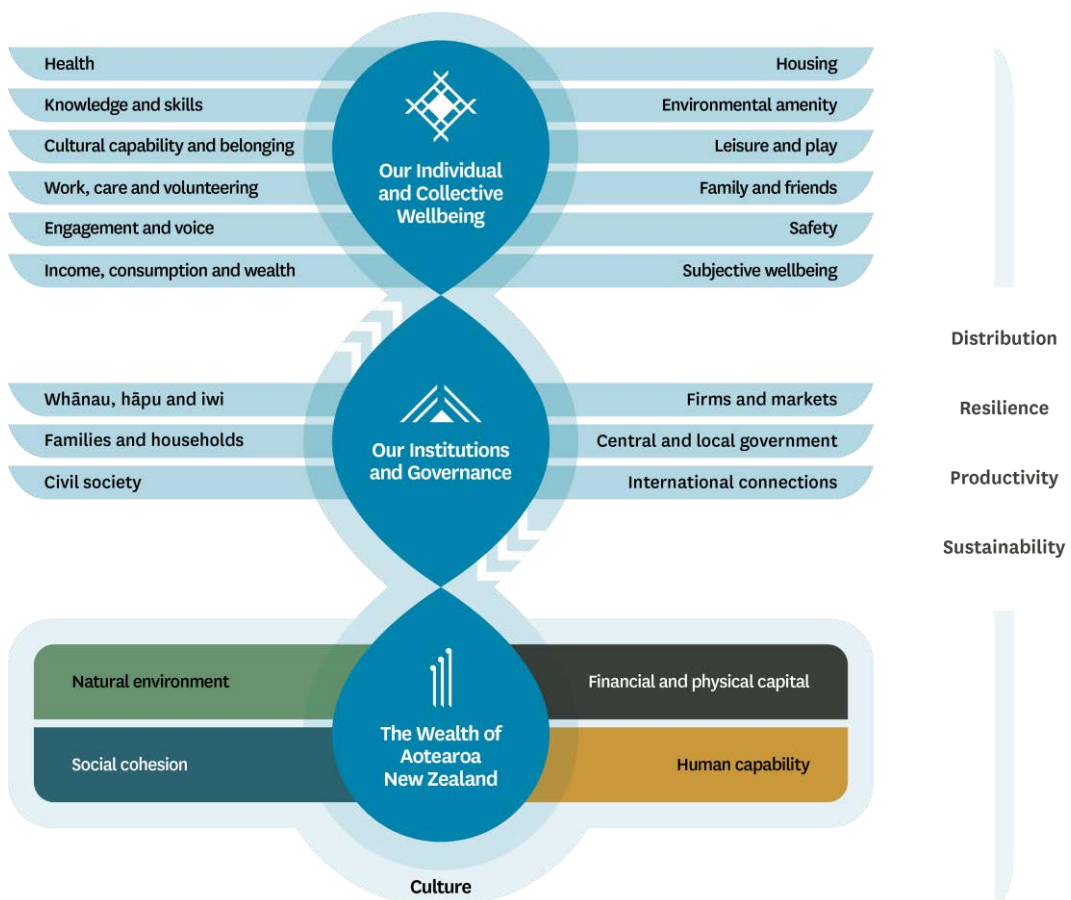 Health
Housing
Knowledge and skills
Environmental amenity
Cultural capability and belonging
Leisure and play
Work, care and volunteering
Family and friends
Engagement and voice
Safety
Income, consumption and wealth
Subjective wellbeing
Our Individual
and Collective
Wellbeing
Whānau, hāpu and iwi
Firms and markets
Families and households
Central and local government
Civil society
International connections
Our Institutions
and Governance
Natural environment
Financial and physical capital
Social cohesion
Human capability
The Wealth of
Aotearoa
New Zealand
Culture
Distribution
Resilience
Productivity
Sustainability